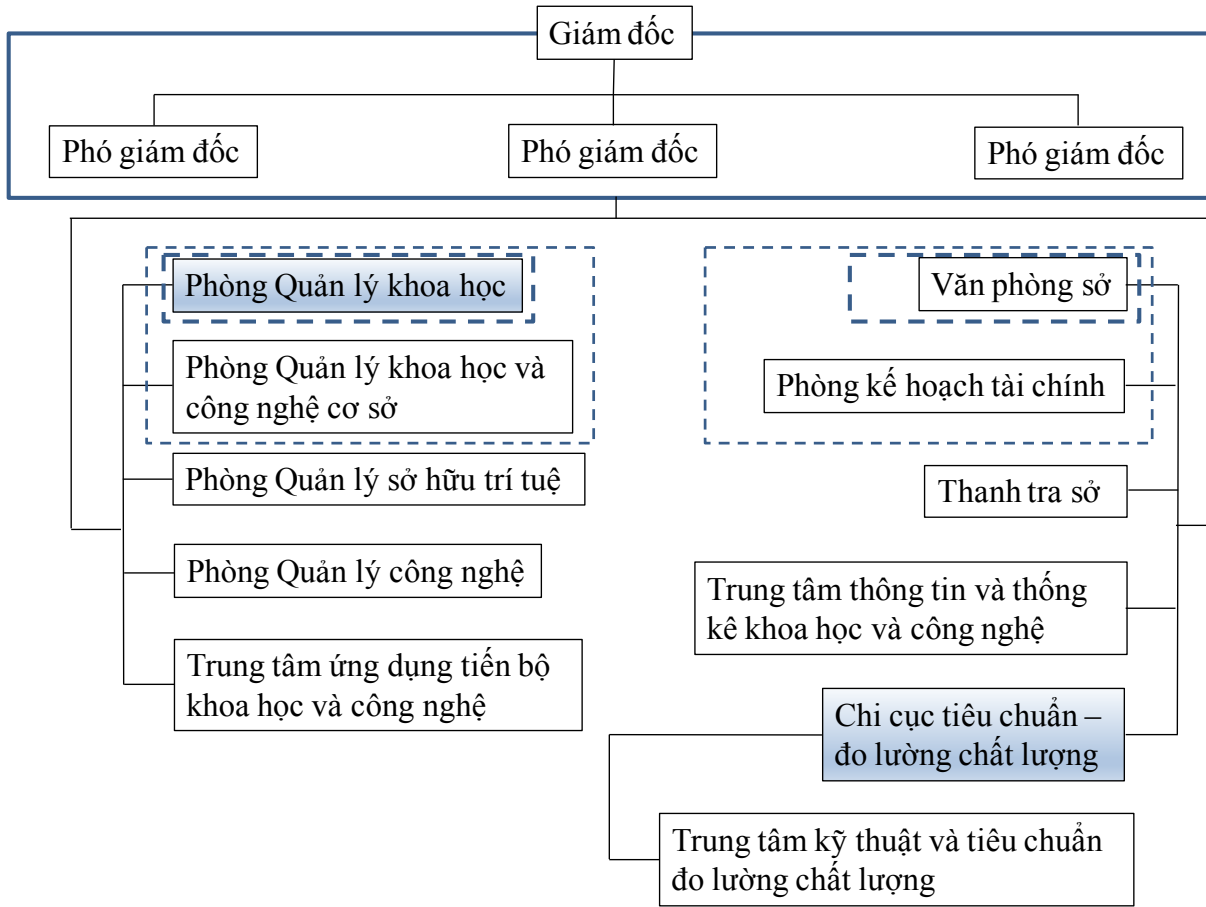 Giám đốc
Phó giám đốc
Phó giám đốc
Phó giám đốc
Phòng Quản lý khoa học
Phòng Quản lý khoa học và
công nghệ cơ sở
Phòng Quản lý sở hữu trí tuệ
Phòng Quản lý công nghệ
Trung tâm ứng dụng tiến bộ
khoa học và công nghệ
Văn phòng sở
Phòng kế hoạch tài chính
Thanh tra sở
Trung tâm thông tin và thống
kê khoa học và công nghệ
Chi cục tiêu chuẩn –
đo lường chất lượng
Trung tâm kỹ thuật và tiêu chuẩn
đo lường chất lượng